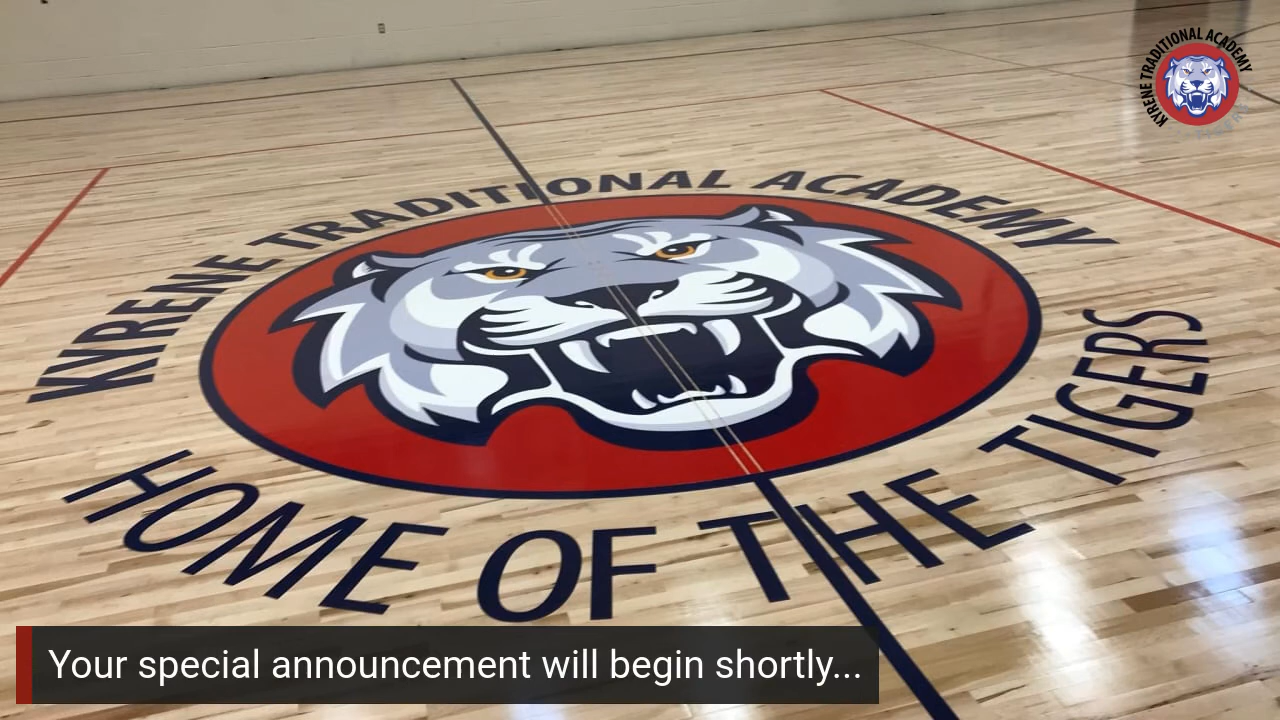 KYRENE TRADITIONAL ACADEMY
KYRENE TRADITIONAL ACADEMY
HOME OF THE TIGERS
Your special announcement will begin shortly...